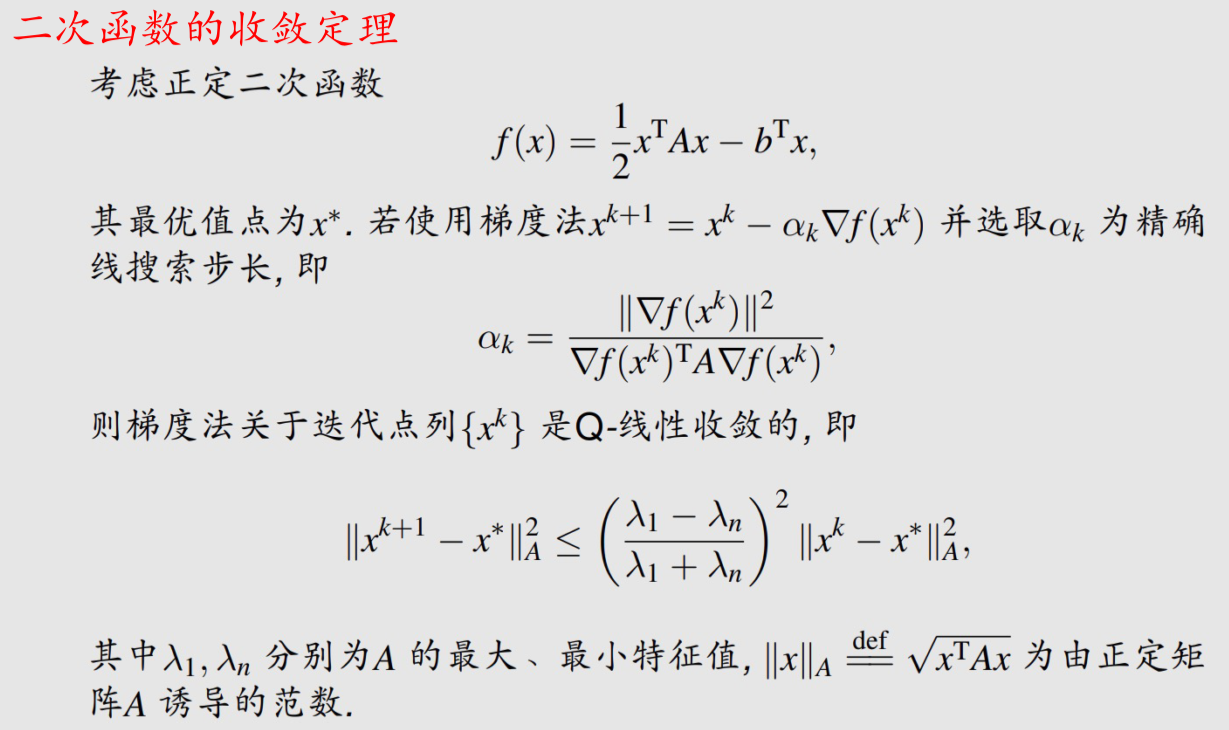 二次函数的收敛定理
考虑正定二次函数
$f(x) = \frac{1}{2}x^{\mathrm{T}}Ax - b^{\mathrm{T}}x,$
其最优值点为$x^*$. 若使用梯度法$x^{k+1} = x^k - \alpha_k \nabla f(x^k)$ 并选取$\alpha_k$ 为精确
线搜索步长, 即
$\alpha_k = \frac{\|\nabla f(x^k)\|^2}{\nabla f(x^k)^{\mathrm{T}} A \nabla f(x^k)},$
则梯度法关于迭代点列$\{x^k\}$ 是Q-线性收敛的, 即
$\|x^{k+1} - x^*\|_A^2 \leq \left(\frac{\lambda_1 - \lambda_n}{\lambda_1 + \lambda_n}\right)^2 \|x^k - x^*\|_A^2,$
其中$\lambda_1, \lambda_n$ 分别为$A$ 的最大、最小特征值, $\|x\|_A \overset{\mathrm{def}}{=\!=} \sqrt{x^{\mathrm{T}}Ax}$ 为由正定矩
阵$A$ 诱导的范数.